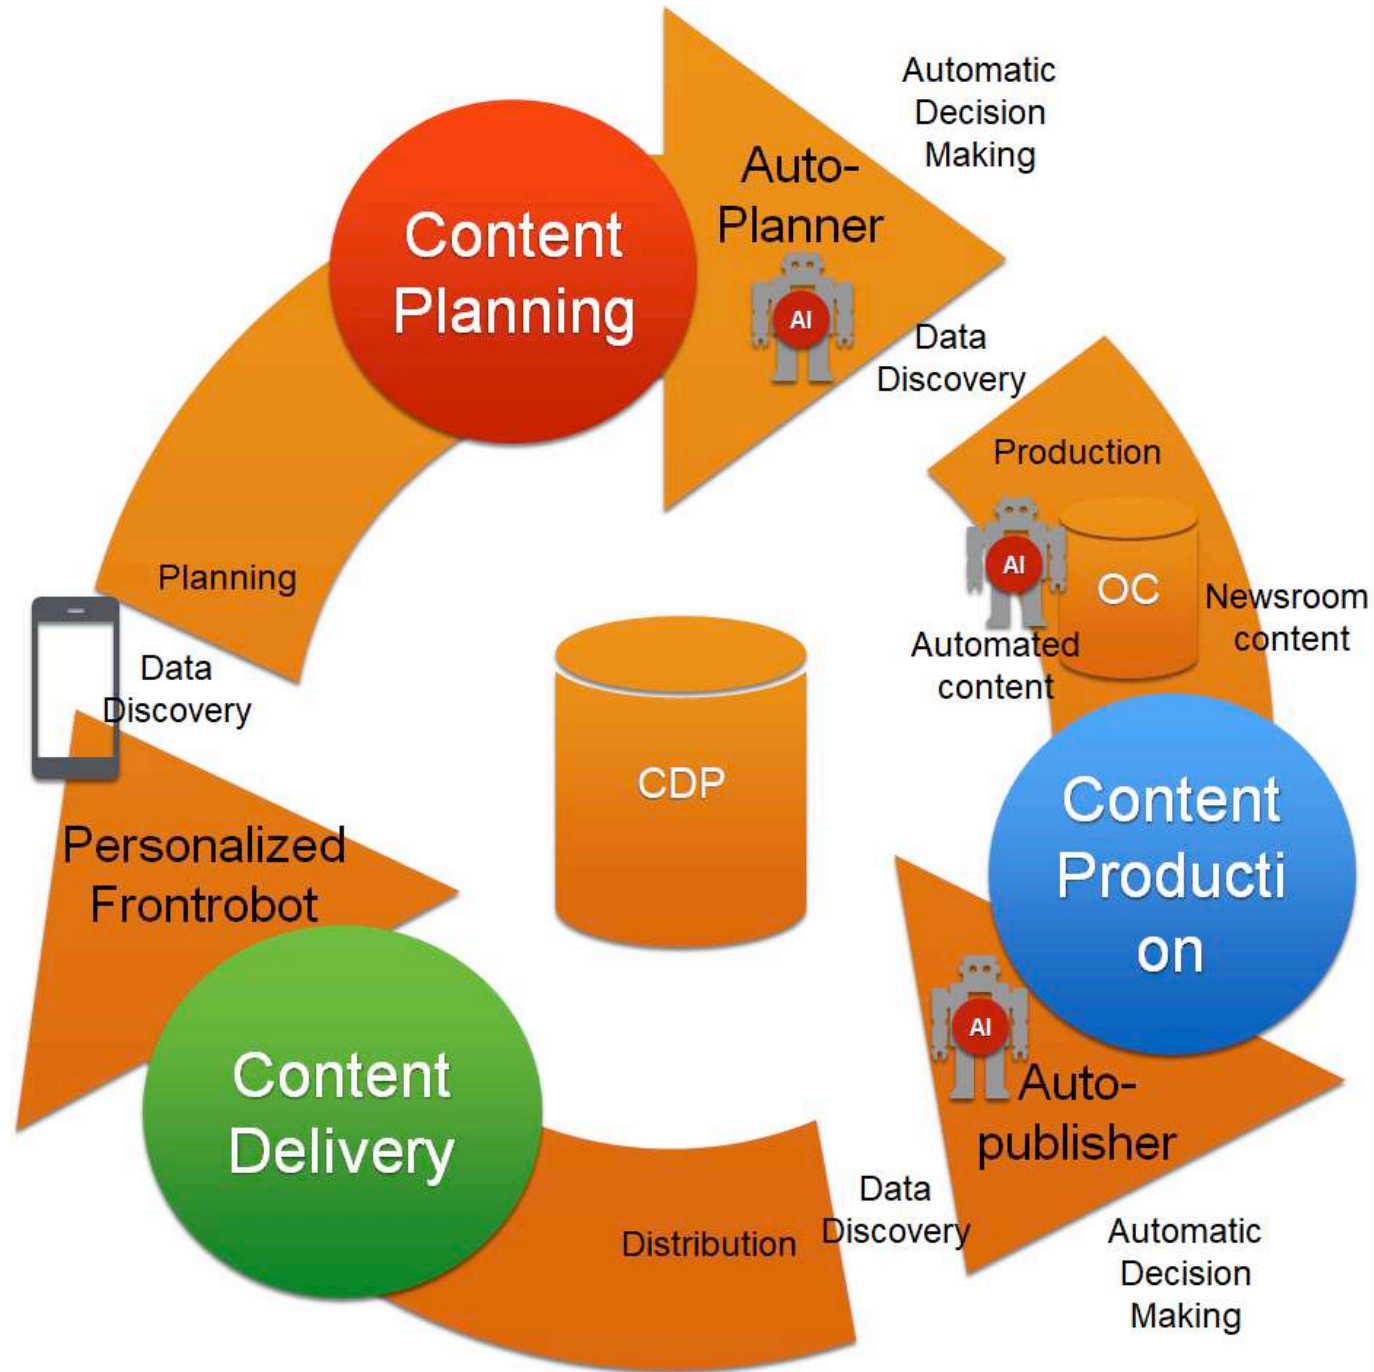 Automatic
Decision
Making
Auto-
Planner
AI
Content
Planning
Data
Discovery
Production
AI
OC
Newsroom
content
Automated
content
Planning
Data
Discovery
CDP
Content
Producti
on
Personalized
Frontrobot
AI
Auto-
publisher
Content
Delivery
Data
Discovery
Distribution
Automatic
Decision
Making